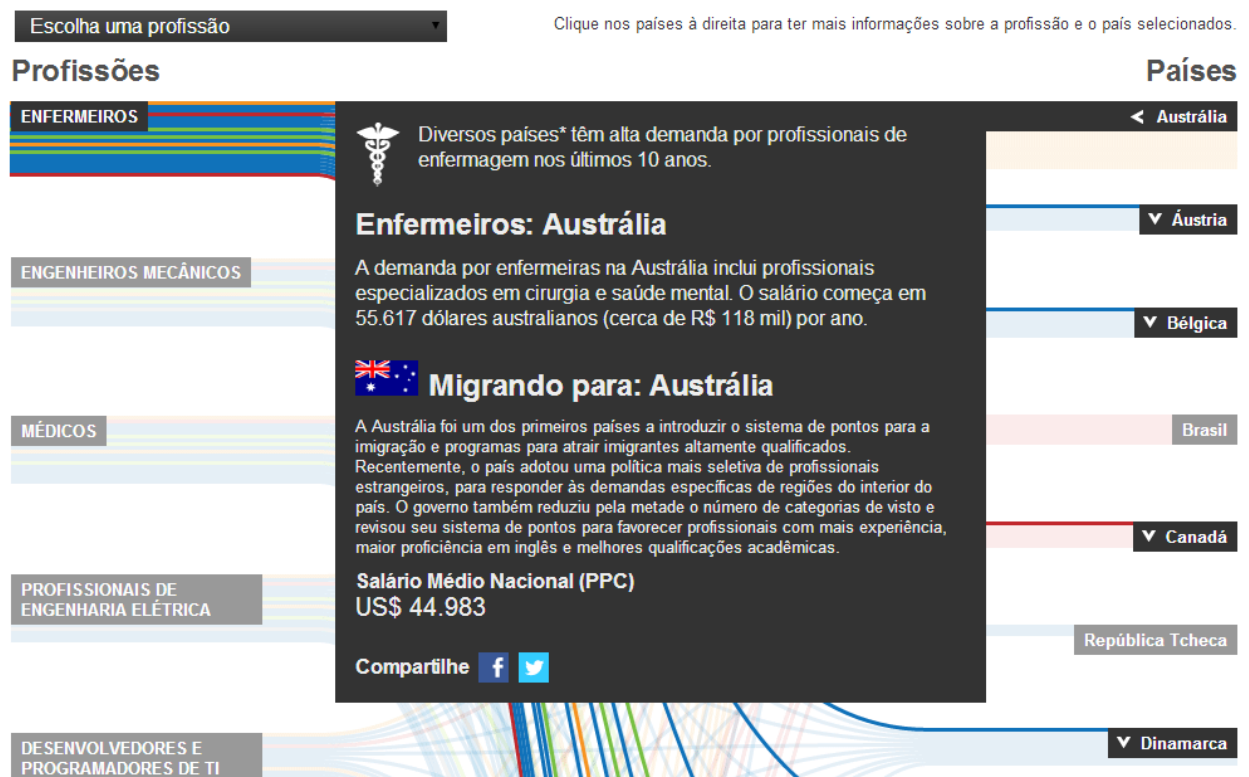 Escolha uma profissão
Clique nos países à direita para ter mais informações sobre a profissão e o país selecionados.
Profissões
Países
ENFERMEIROS
Austrália
Diversos países* têm alta demanda por profissionais de
enfermagem nos últimos 10 anos.
Enfermeiros: Austrália
A demanda por enfermeiras na Austrália inclui profissionais
especializados em cirurgia e saúde mental. O salário começa em
55.617 dólares australianos (cerca de R$ 118 mil) por ano.
Migrando para: Austrália
A Austrália foi um dos primeiros países a introduzir o sistema de pontos para a
imigração e programas para atrair imigrantes altamente qualificados.
Recentemente, o país adotou uma política mais seletiva de profissionais
estrangeiros, para responder às demandas específicas de regiões do interior do
país. O governo também reduziu pela metade o número de categorias de visto e
revisou seu sistema de pontos para favorecer profissionais com mais experiência,
maior proficiência em inglês e melhores qualificações acadêmicas.
Salário Médio Nacional (PPC)
US$ 44.983
Compartilhe
ENGENHEIROS MECÂNICOS
MÉDICOS
PROFISSIONAIS DE
ENGENHARIA ELÉTRICA
DESENVOLVEDORES E
PROGRAMADORES DE TI
Áustria
Bélgica
Brasil
Canadá
República Tcheca
Dinamarca